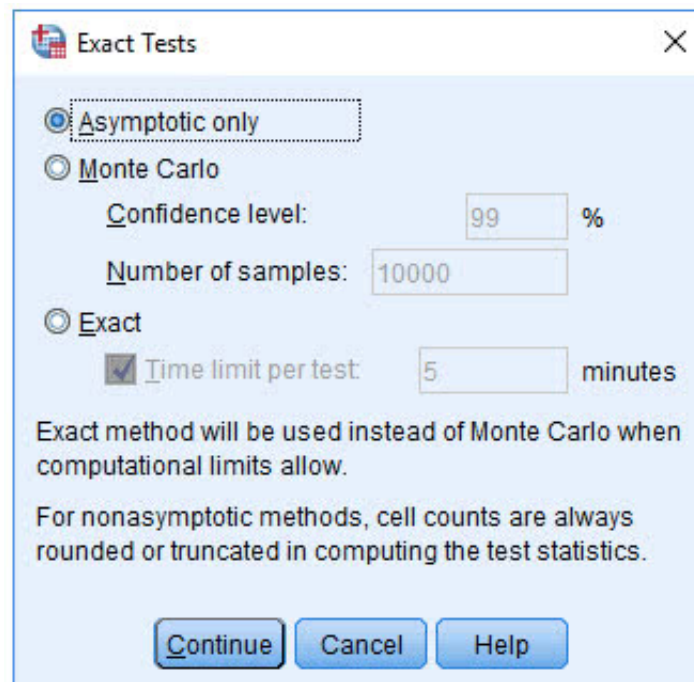 Exact Tests
Asymptotic only
Monte Carlo
Confidence level: 99 %
Number of samples: 10000
Exact
Time limit per test: 5 minutes
Exact method will be used instead of Monte Carlo when
computational limits allow.
For nonasymptotic methods, cell counts are always
rounded or truncated in computing the test statistics.
Continue Cancel Help